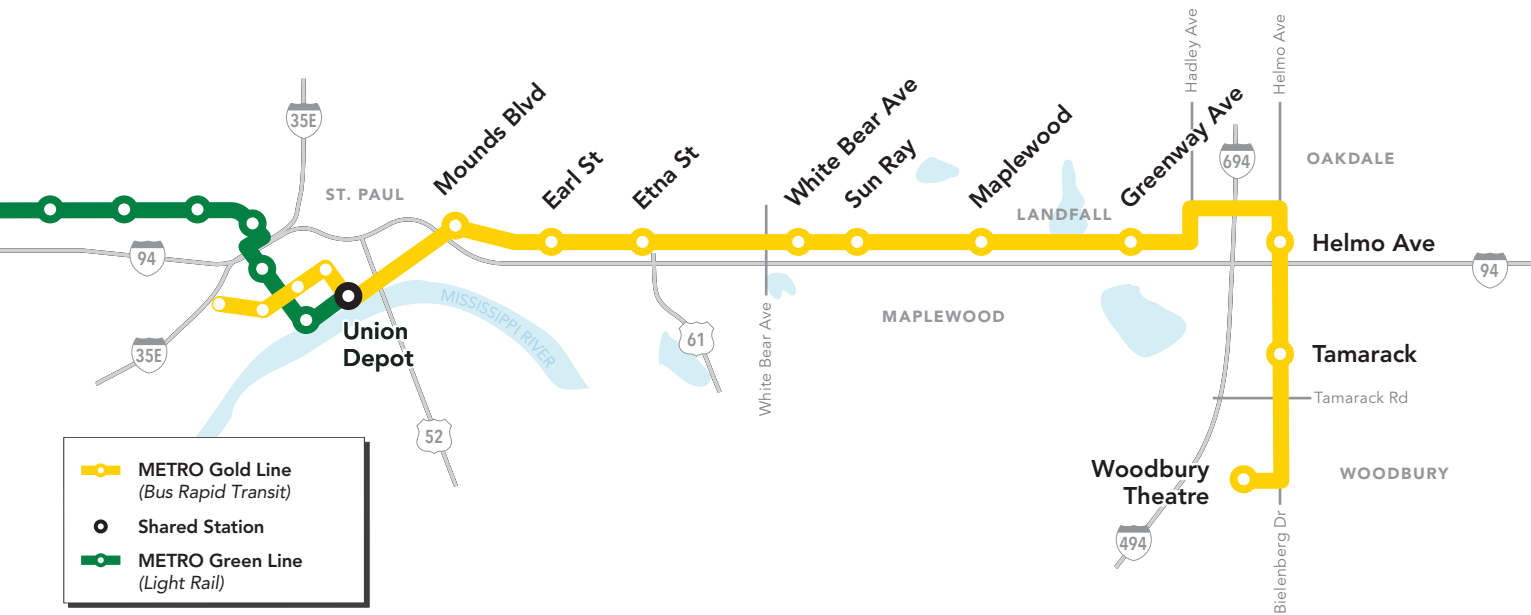 Hadley Ave
Helmo Ave
35E
Mounds Blvd
Earl St
Etna St
White Bear Ave
Sun Ray
Maplewood
Greenway Ave
694
OAKDALE
ST. PAUL
LANDFALL
Helmo Ave
94
94
MISSISSIPPI RIVER
MAPLEWOOD
Union
Depot
35E
61
White Bear Ave
Tamarack
Tamarack Rd
52
Woodbury
Theatre
WOODBURY
494
Bielenberg Dr
METRO Gold Line
(Bus Rapid Transit)
Shared Station
METRO Green Line
(Light Rail)